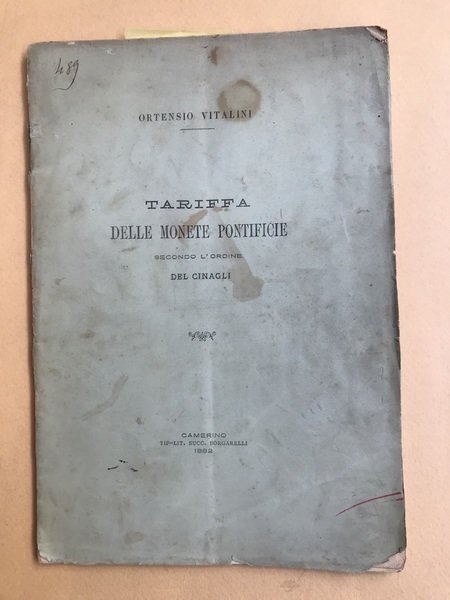 489
ORTENSIO VITALINI
TARIFFA
DELLE MONETE PONTIFICIE
SECONDO L'ORDINE
DEL CINAGLI
CAMERINO
TIP-LIT. SUCC. BORGARELLI
1882